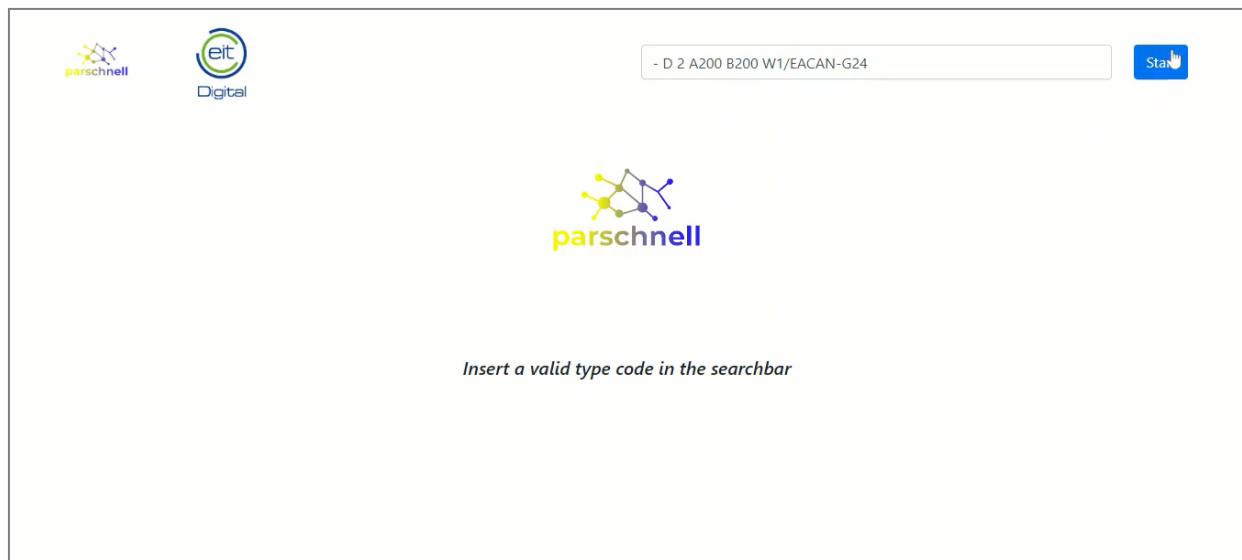 parschnell
eit
Digital
- D 2 A200 B200 W1/EACAN-G24
parschnell
Insert a valid type code in the searchbar